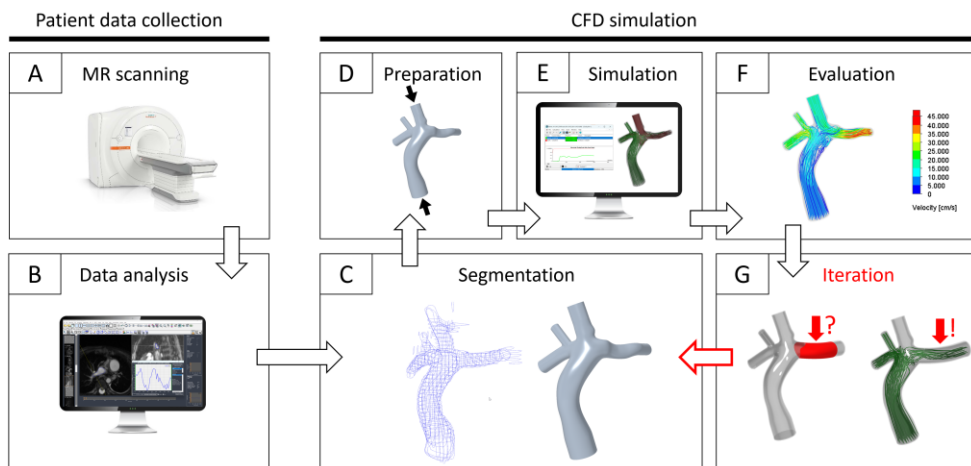 Patient data collection
CFD simulation
A
MR scanning
D
Preparation
E
Simulation
F
Evaluation
45.000
40.000
35.000
30.000
25.000
20.000
15.000
10.000
5.000
0
Velocity [cm/s]
B
Data analysis
C
Segmentation
G
Iteration
?
!